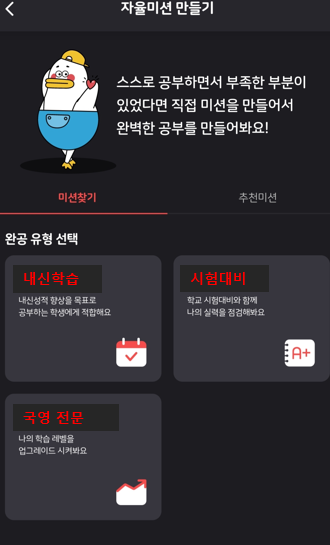 자율미션 만들기
스스로 공부하면서 부족한 부분이
있었다면 직접 미션을 만들어서
완벽한 공부를 만들어봐요!
미션찾기
추천미션
완공 유형 선택
내신학습
내신성적 향상을 목표로
공부하는 학생에게 적합해요
시험대비
학교 시험대비와 함께
나의 실력을 점검해봐요
A+
국영 전문
나의 학습 레벨을
업그레이드 시켜봐요